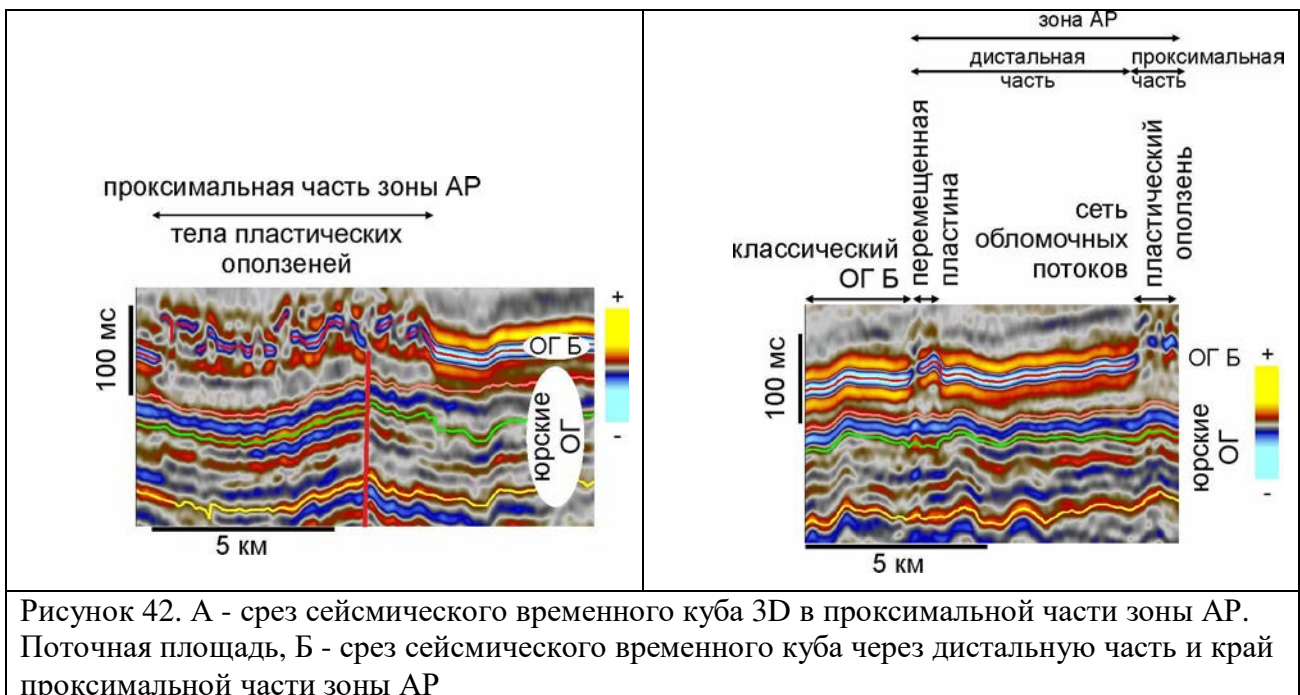 проксимальная часть зоны АР
тела пластических
оползеней
100 мс
+
ОГ Б
юрские
ОГ
-
5 км
зона АР
дистальная
часть
проксимальная
часть
классический
ОГ Б
перемещенная
пластина
сеть
обломочных
потоков
пластический
оползень
100 мс
ОГ Б
+
юрские
ОГ
-
5 км
Рисунок 42. А - срез сейсмического временного куба 3D в проксимальной части зоны АР.
Поточная площадь, Б - срез сейсмического временного куба через дистальную часть и край
проксимальной части зоны АР